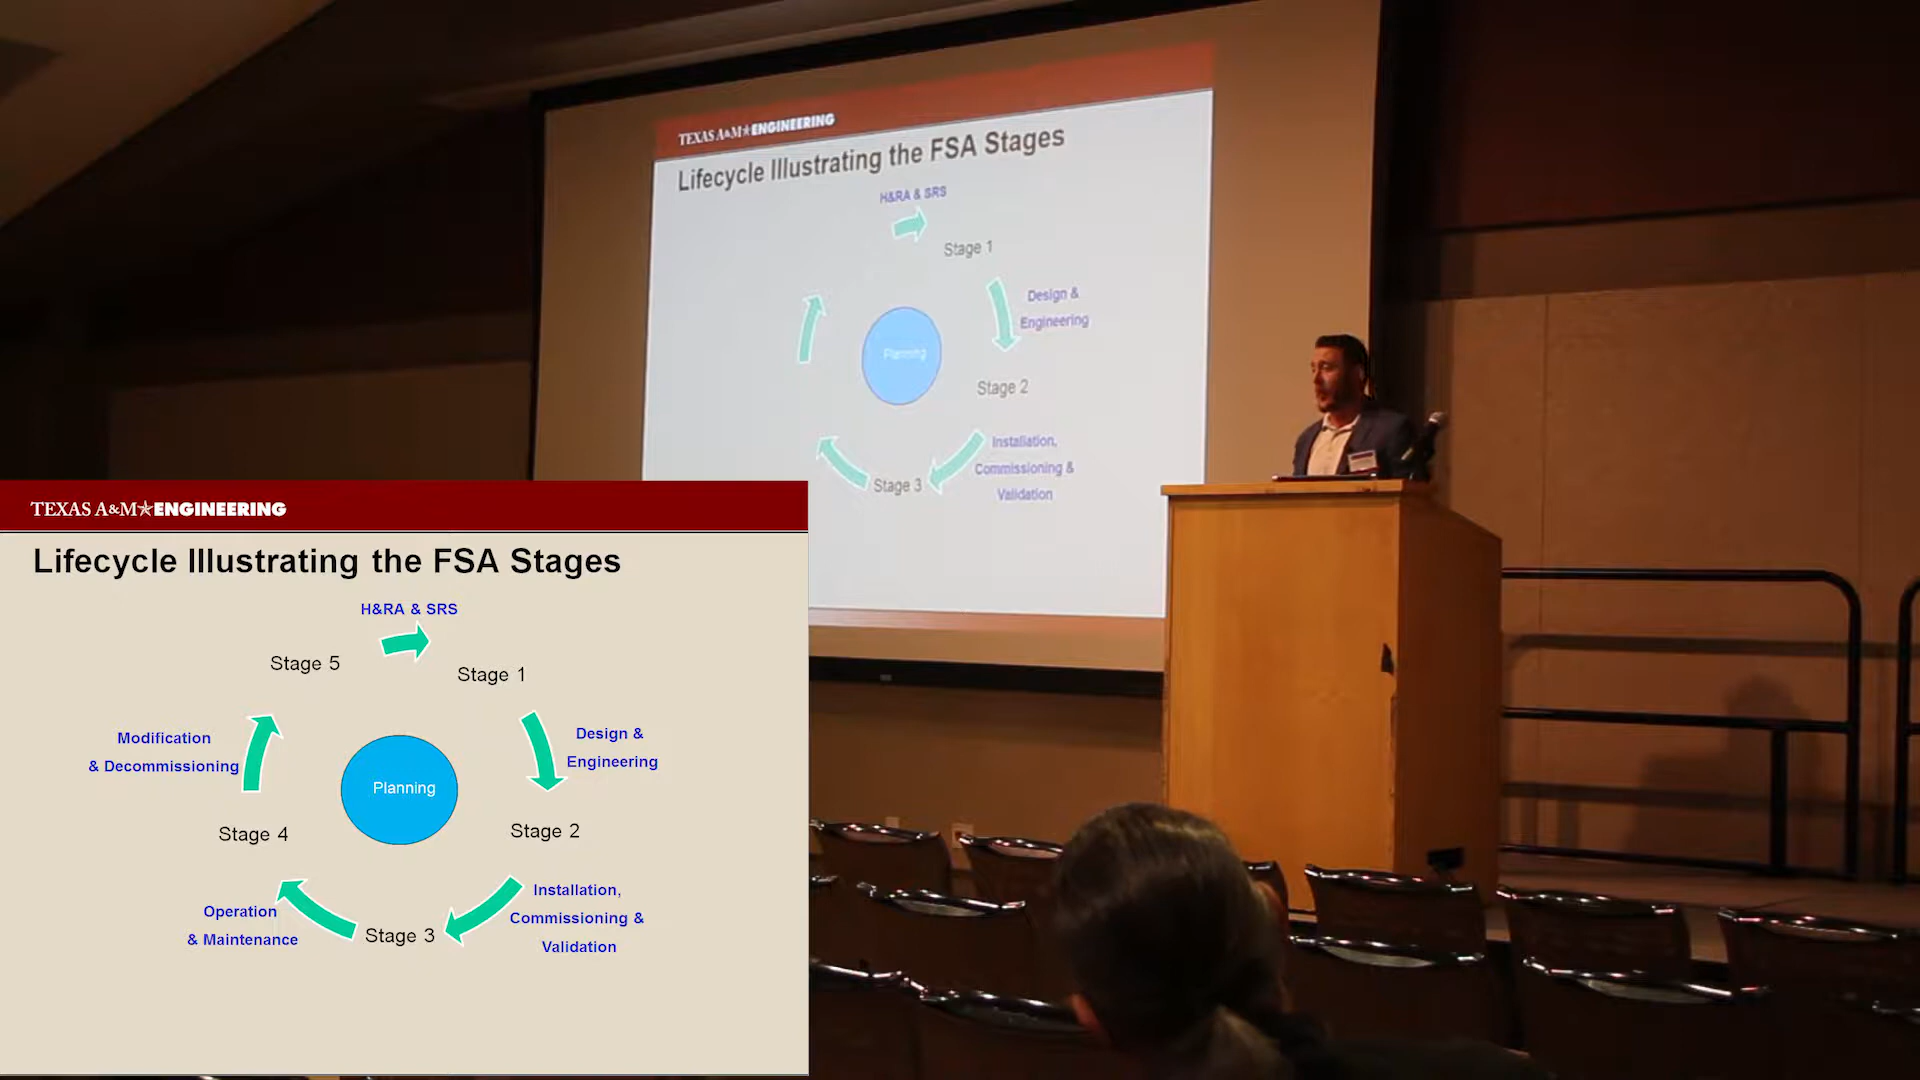 TEXAS A&M ENGINEERING
Lifecycle Illustrating the FSA Stages
H&RA & SRS
Stage 1
Design &
Engineering
Planning
Stage 2
Installation,
Commissioning &
Validation
Stage 3
TEXAS A&M ENGINEERING
Lifecycle Illustrating the FSA Stages
H&RA & SRS
Stage 5
Stage 1
Modification
& Decommissioning
Design &
Engineering
Planning
Stage 4
Stage 2
Operation
& Maintenance
Stage 3
Installation,
Commissioning &
Validation